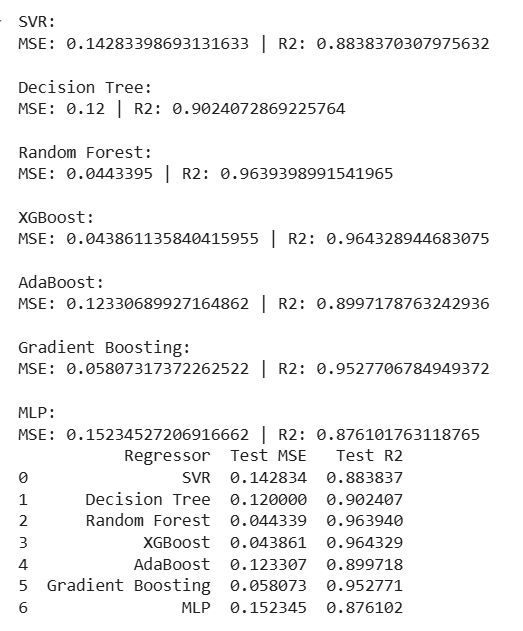 SVR:
MSE: 0.14283398693131633 | R2: 0.8838370307975632
Decision Tree:
MSE: 0.12 | R2: 0.9024072869225764
Random Forest:
MSE: 0.0443395 | R2: 0.9639398991541965
XGBoost:
MSE: 0.043861135840415955 | R2: 0.964328944683075
AdaBoost:
MSE: 0.12330689927164862 | R2: 0.8997178763242936
Gradient Boosting:
MSE: 0.05807317372262522 | R2: 0.9527706784949372
MLP:
MSE: 0.15234527206916662 | R2: 0.876101763118765
Regressor Test MSE Test R2
0 SVR 0.142834 0.883837
1 Decision Tree 0.120000 0.902407
2 Random Forest 0.044339 0.963940
3 XGBoost 0.043861 0.964329
4 AdaBoost 0.123307 0.899718
5 Gradient Boosting 0.058073 0.952771
6 MLP 0.152345 0.876102